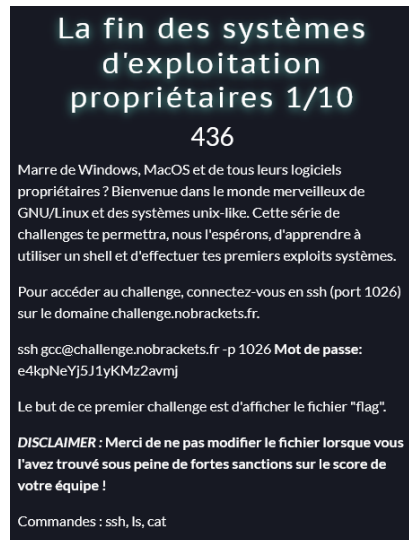 La fin des systèmes
d'exploitation
propriétaires 1/10
436
Marre de Windows, MacOS et de tous leurs logiciels
propriétaires ? Bienvenue dans le monde merveilleux de
GNU/Linux et des systèmes unix-like. Cette série de
challenges te permettra, nous l'espérons, d'apprendre à
utiliser un shell et d'effectuer tes premiers exploits systèmes.
Pour accéder au challenge, connectez-vous en ssh (port 1026)
sur le domaine challenge.nobrackets.fr.
ssh gcc@challenge.nobrackets.fr -p 1026 Mot de passe:
e4kpNeYj5J1yKMz2avmj
Le but de ce premier challenge est d'afficher le fichier "flag".
DISCLAIMER : Merci de ne pas modifier le fichier lorsque vous
l'avez trouvé sous peine de fortes sanctions sur le score de
votre équipe !
Commandes : ssh, ls, cat